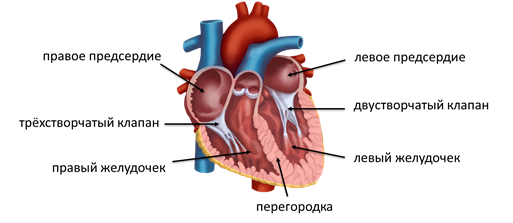 правое предсердие
левое предсердие
двустворчатый клапан
трёхстворчатый клапан
левый желудочек
правый желудочек
перегородка